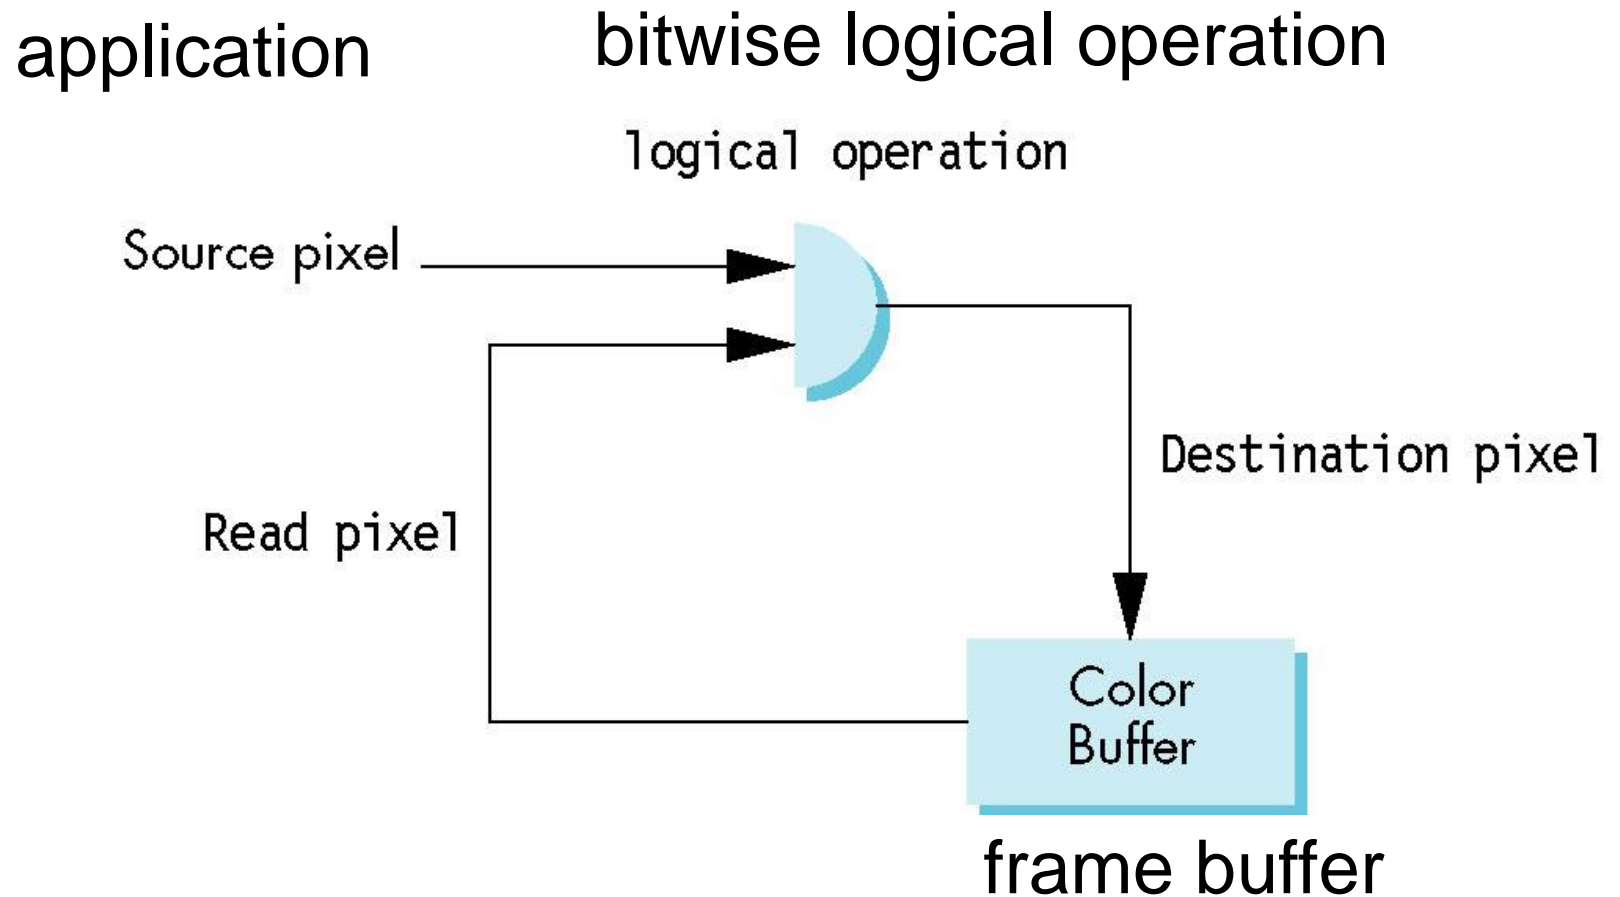 application
bitwise logical operation
logical operation
Source pixel
Destination pixel
Read pixel
Color
Buffer
frame buffer